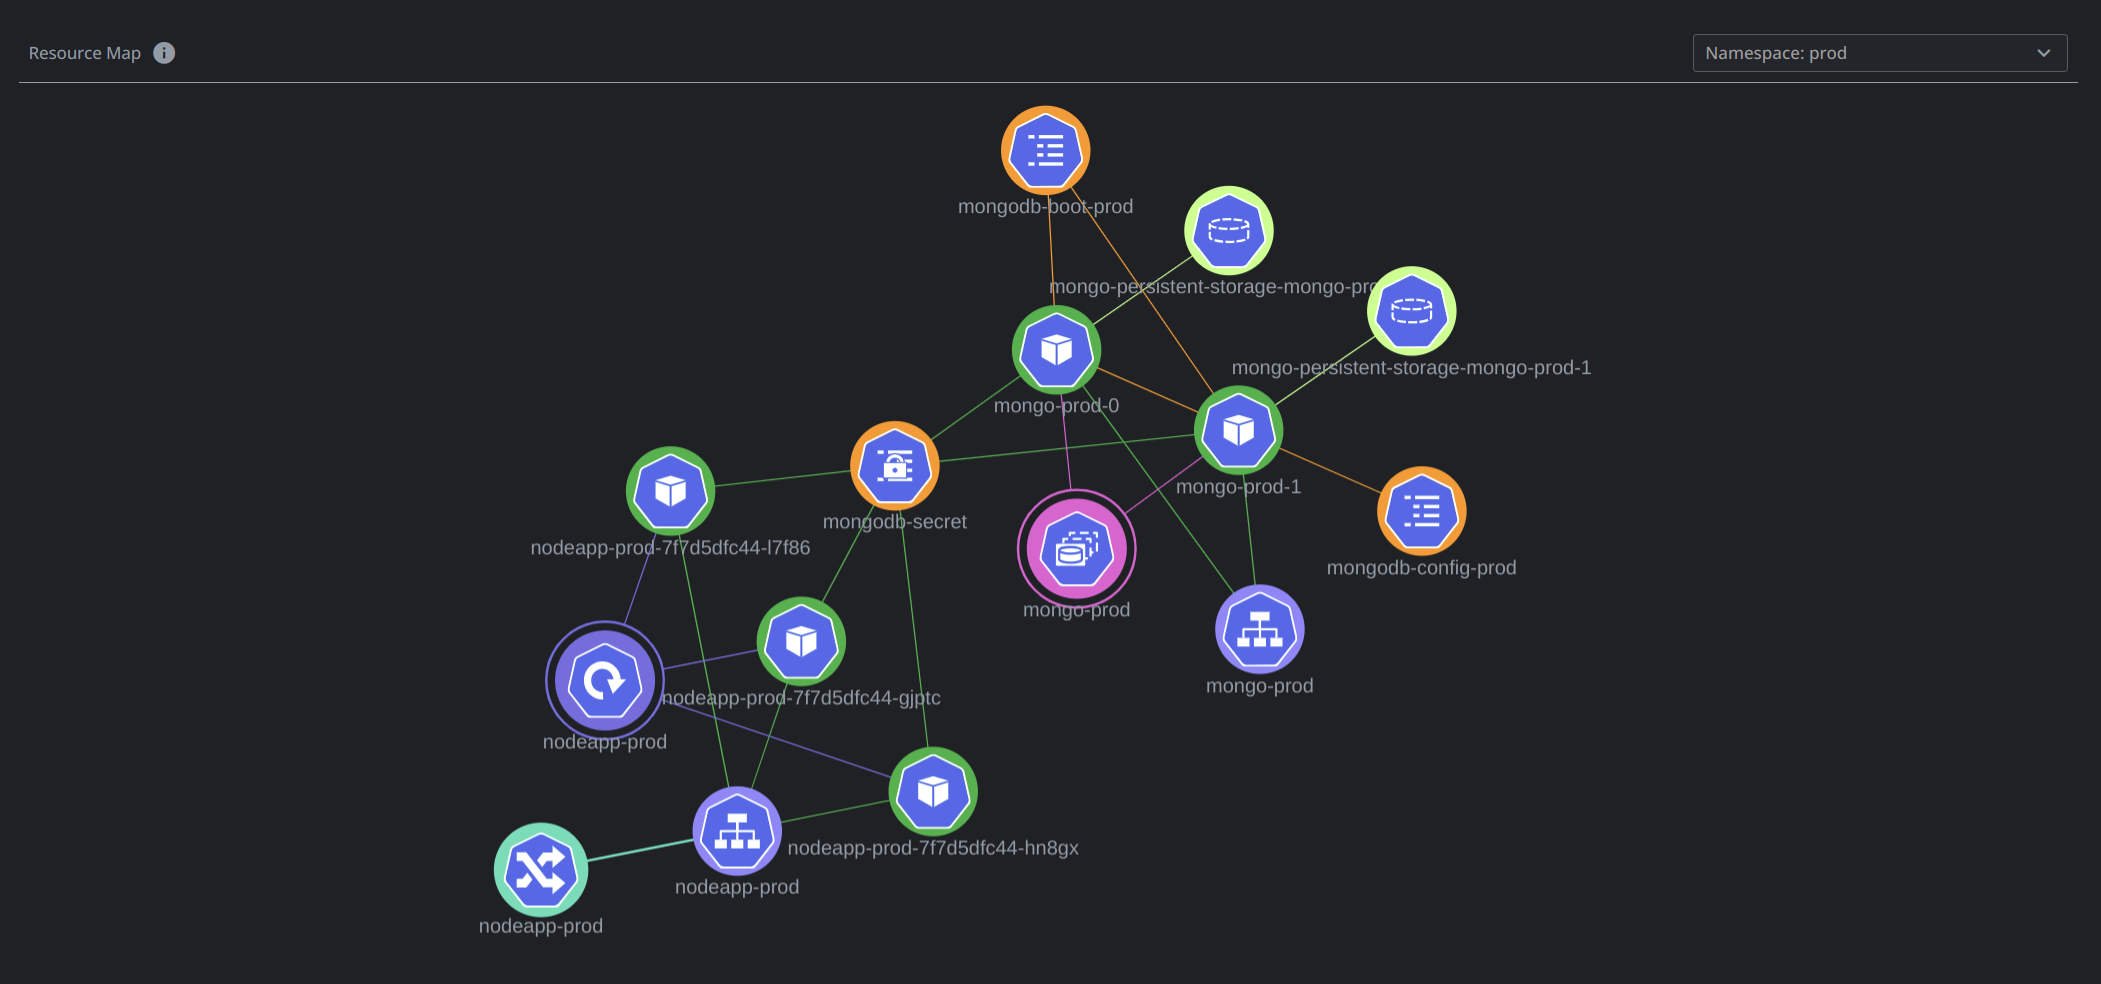 Resource Map
Namespace: prod
mongodb-boot-prod
mongo-persistent-storage-mongo-pro
mongo-persistent-storage-mongo-prod-1
mongo-prod-0
mongo-prod-1
mongodb-secret
nodeapp-prod-7f7d5dfc44-l7f86
mongodb-config-prod
mongo-prod
mongo-prod
nodeapp-prod-7f7d5dfc44-gjptc
nodeapp-prod
nodeapp-prod-7f7d5dfc44-hn8gx
nodeapp-prod
nodeapp-prod